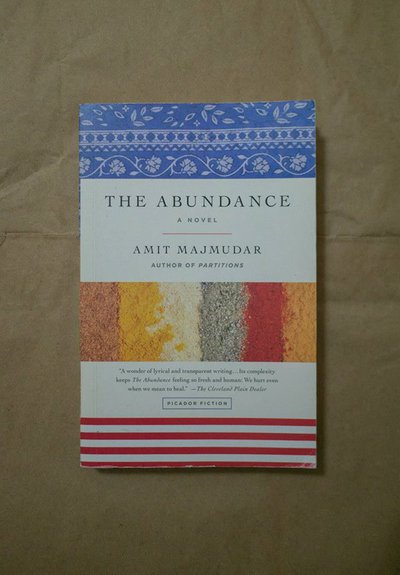 THE ABUNDANCE
A NOVEL
AMIT MAJMUDAR
AUTHOR OF PARTITIONS
"A wonder of lyrical and transparent writing... Its complexity
keeps The Abundance feeling so fresh and human! We hurt even
when we mean to heal." —The Cleveland Plain Dealer
PICADOR FICTION